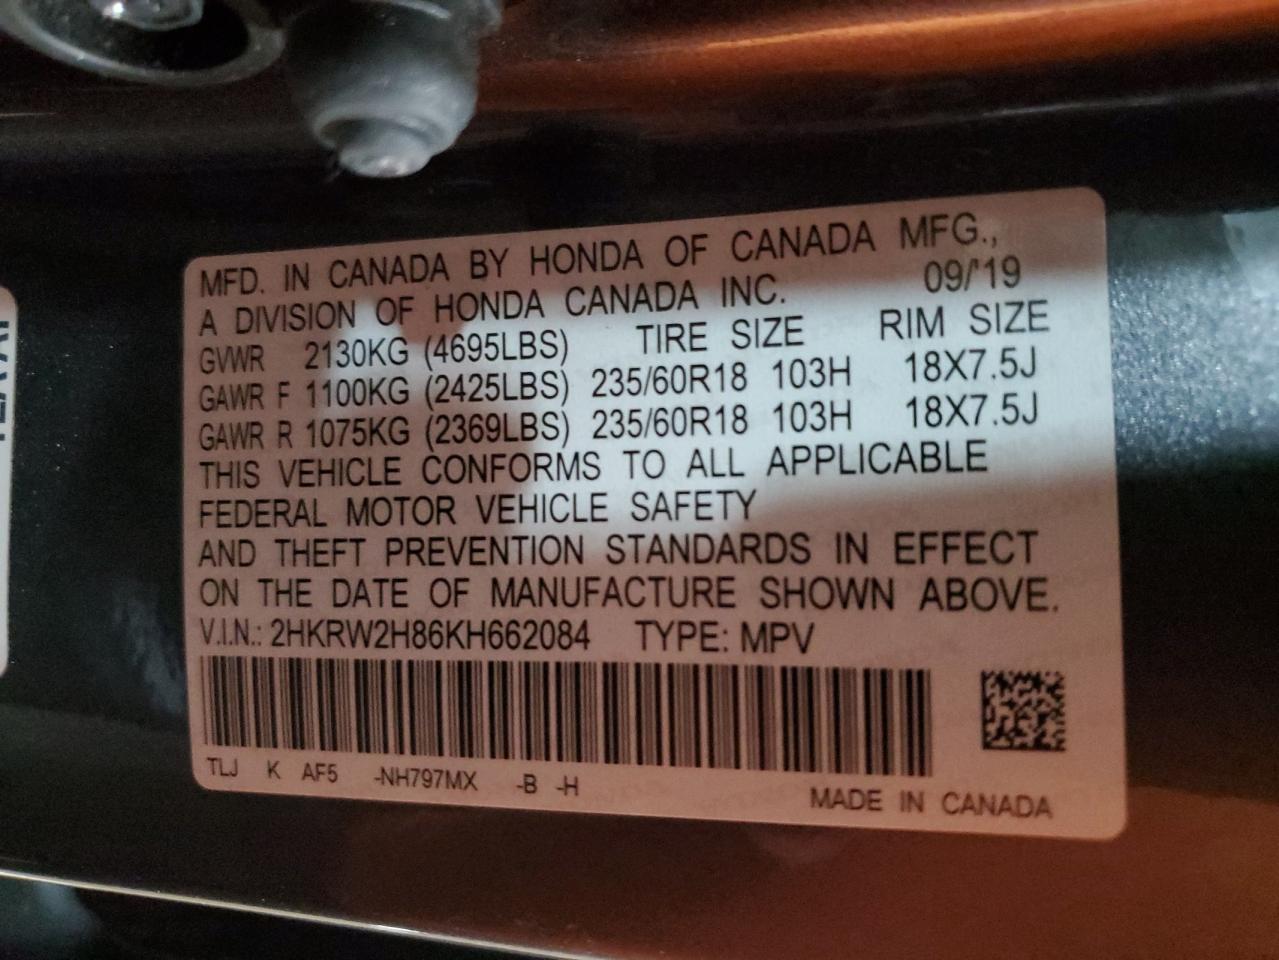 MFD. IN CANADA BY HONDA OF CANADA MFG.,
A DIVISION OF HONDA CANADA INC. 09/'19
GVWR 2130KG (4695LBS) TIRE SIZE RIM SIZE
GAWR F 1100KG (2425LBS) 235/60R18 103H 18X7.5J
GAWR R 1075KG (2369LBS) 235/60R18 103H 18X7.5J
THIS VEHICLE CONFORMS TO ALL APPLICABLE
FEDERAL MOTOR VEHICLE SAFETY
AND THEFT PREVENTION STANDARDS IN EFFECT
ON THE DATE OF MANUFACTURE SHOWN ABOVE.
V.I.N.: 2HKRW2H86KH662084 TYPE: MPV
TLJ K AF5 -NH797MX -B -H
MADE IN CANADA